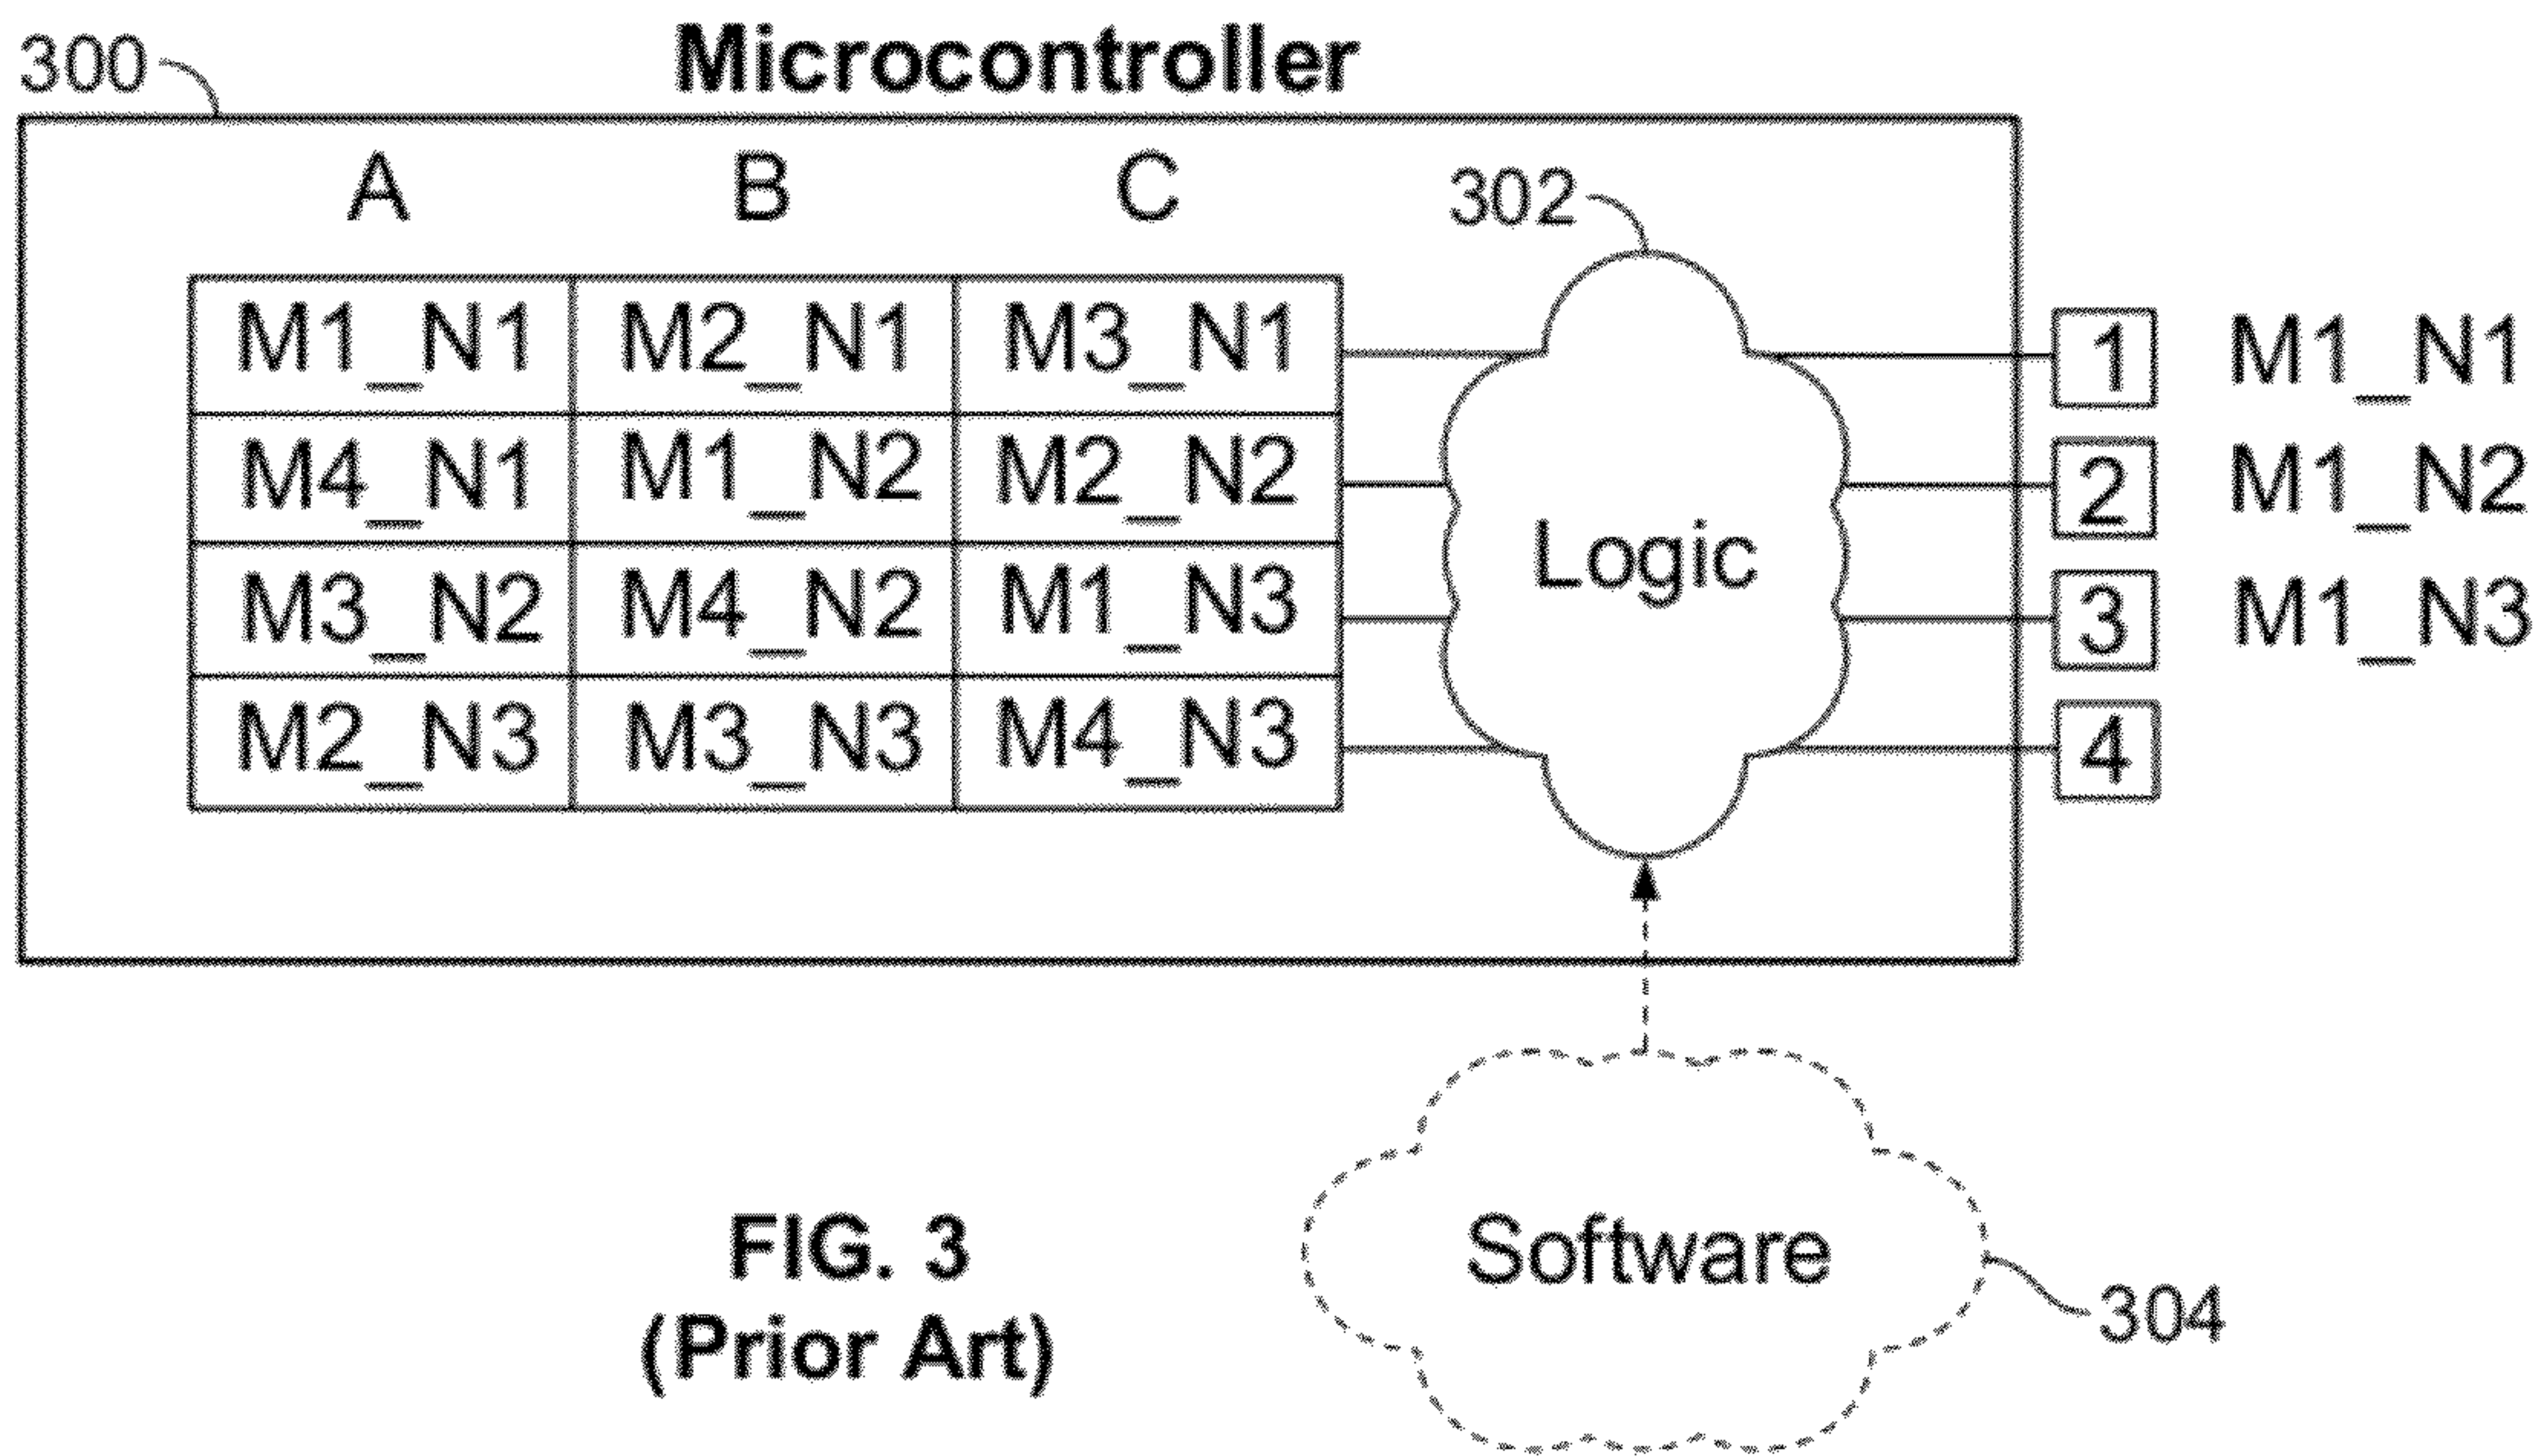 Microcontroller
300
A B C
302
M1_N1 M2_N1 M3_N1 1 M1_N1
M4_N1 M1_N2 M2_N2 2 M1_N2
Logic
M3_N2 M4_N2 M1_N3 3 M1_N3
M2_N3 M3_N3 M4_N3 4
Software
304
FIG. 3
(Prior Art)